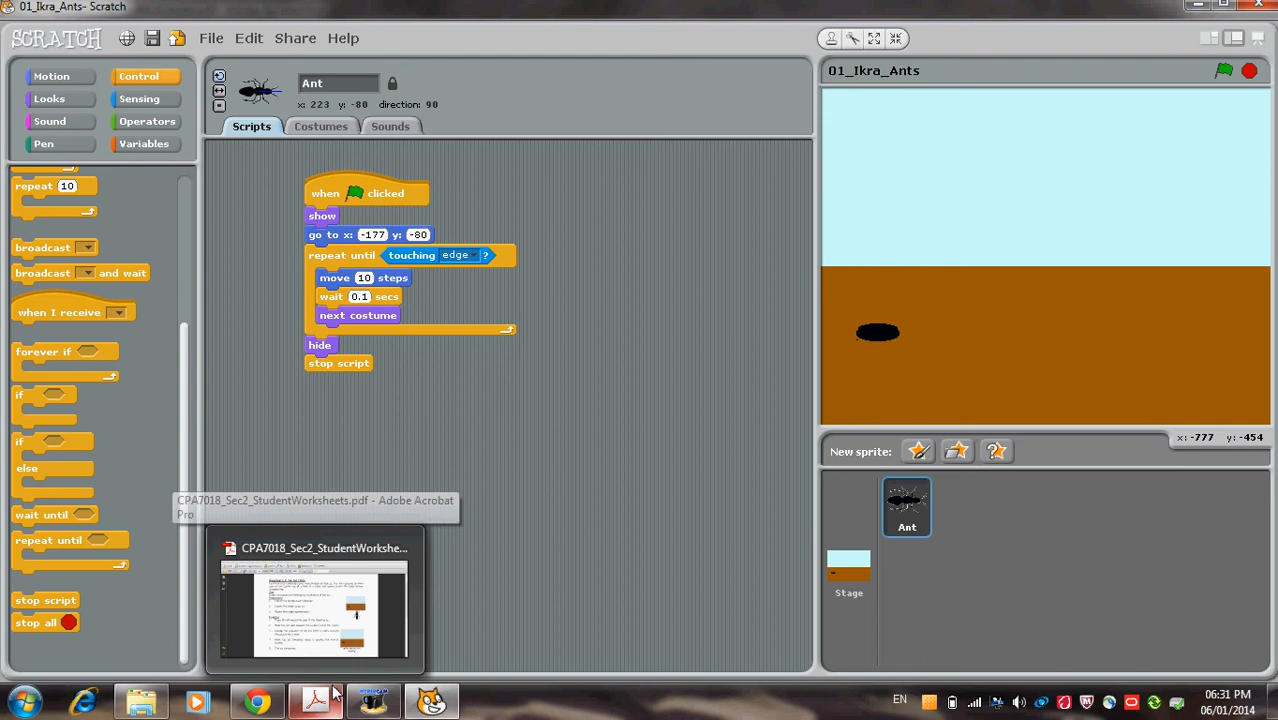 01_Ikra_Ants- Scratch
SCRATCH File Edit Share Help
Motion Control
Looks Sensing
Sound Operators
Pen Variables
repeat 10
broadcast
broadcast and wait
when I receive
forever if
if
if
else
wait until
repeat until
stop script
stop all
Ant
x: 223 y: -80 direction: 90
Scripts Costumes Sounds
when clicked
show
go to x: -177 y: -80
repeat until touching edge ?
move 10 steps
wait 0.1 secs
next costume
hide
stop script
CPA7018_Sec2_StudentWorksheets.pdf - Adobe Acrobat
Pro
CPA7018_Sec2_StudentWorkshe...
01_Ikra_Ants
x: -777 y: -454
New sprite:
Ant
Stage
EN
06:31 PM
06/01/2014